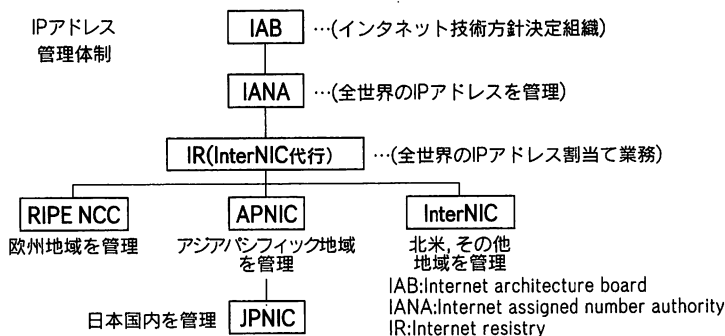 IPアドレス
管理体制
IAB …(インタネット技術方針決定組織)
IANA …(全世界のIPアドレスを管理)
IR(InterNIC代行) …(全世界のIPアドレス割当て業務)
RIPE NCC
欧州地域を管理
APNIC
アジアパシフィック地域
を管理
InterNIC
北米,その他
地域を管理
日本国内を管理 JPNIC
IAB:Internet architecture board
IANA:Internet assigned number authority
IR:Internet registry